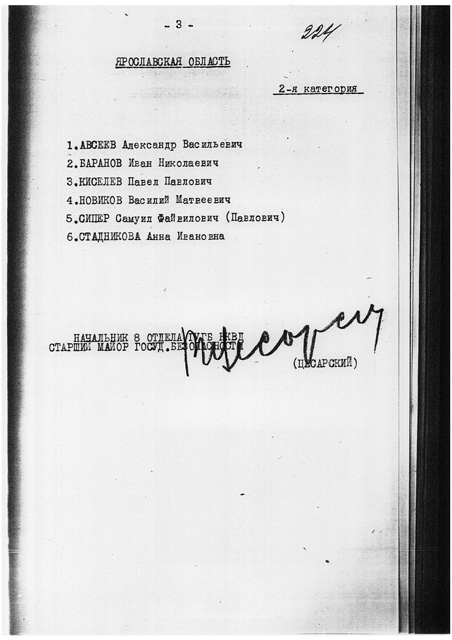 - 3 -
224
ЯРОСЛАВСКАЯ ОБЛАСТЬ
2-я категория
1.АВСЕЕВ Александр Васильевич
2.БАРАНОВ Иван Николаевич
3.КИСЕЛЕВ Павел Павлович
4.НОВИКОВ Василий Матвеевич
5.СИПЕР Самуил Файвилович (Павлович)
6.СТАДНИКОВА Анна Ивановна
НАЧАЛЬНИК 8 ОТДЕЛА ГУГБ НКВД
СТАРШИЙ МАЙОР ГОСУД.БЕЗОПАСНОСТИ
(ЦЕСАРСКИЙ)